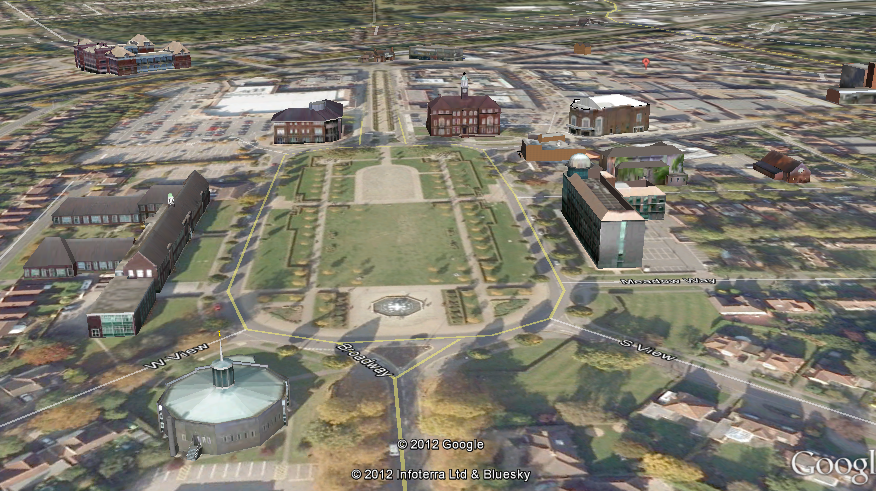 Meadow Way
W View
Broadway
S View
© 2012 Google
© 2012 Infoterra Ltd & Bluesky
Googl